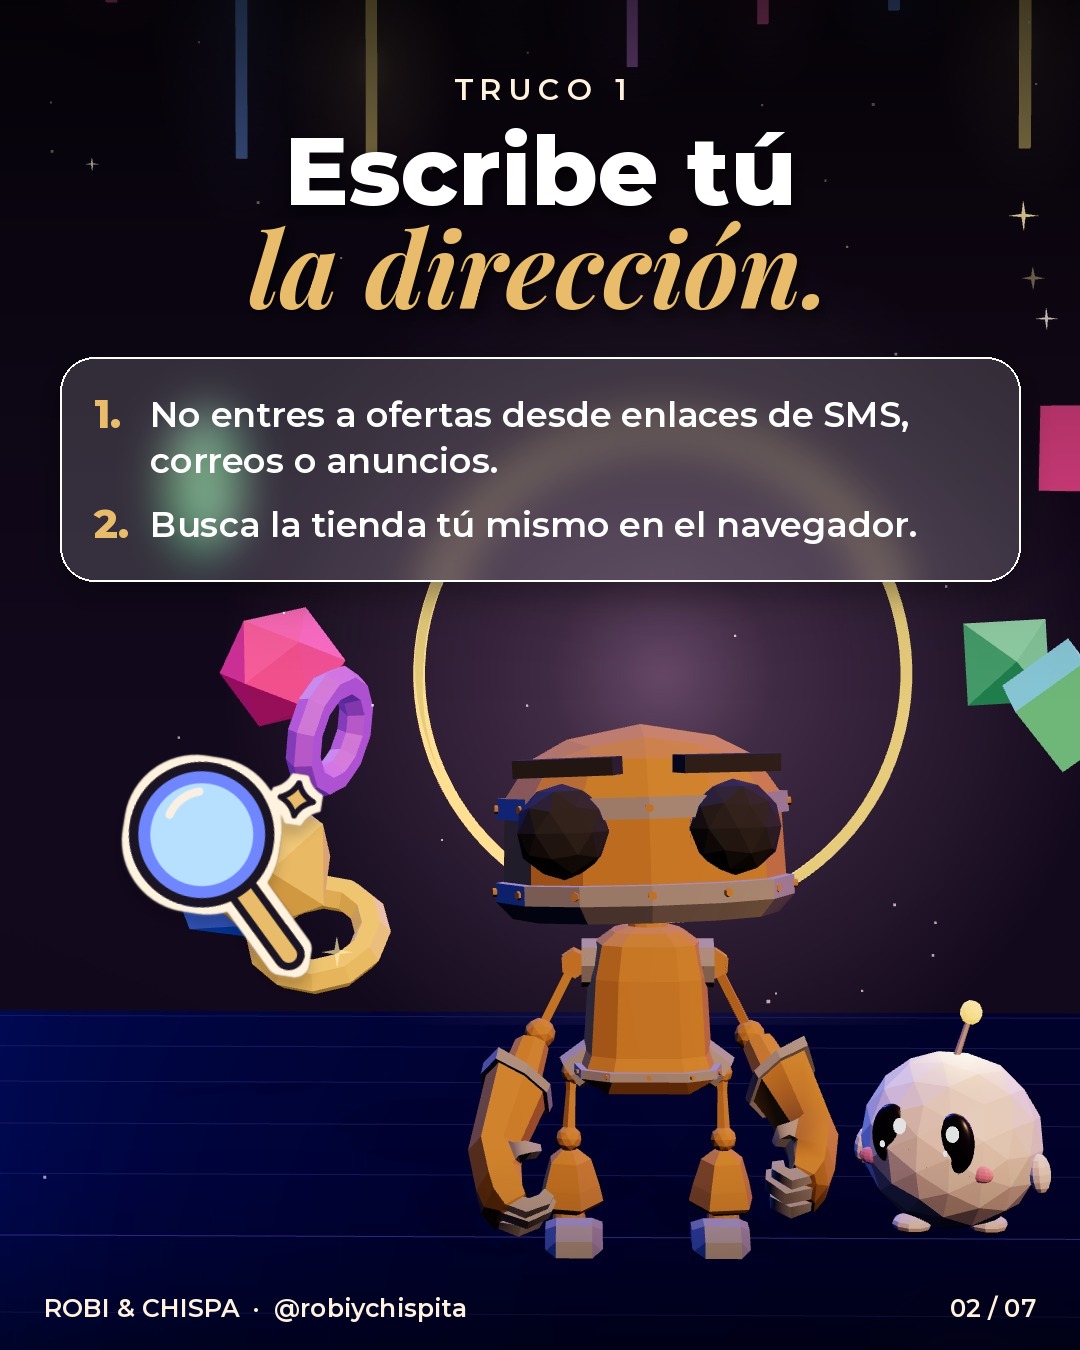 TRUCO 1
Escribe tú
la dirección.
1. No entres a ofertas desde enlaces de SMS,
correos o anuncios.
2. Busca la tienda tú mismo en el navegador.
ROBI & CHISPA · @robiychispita
02 / 07